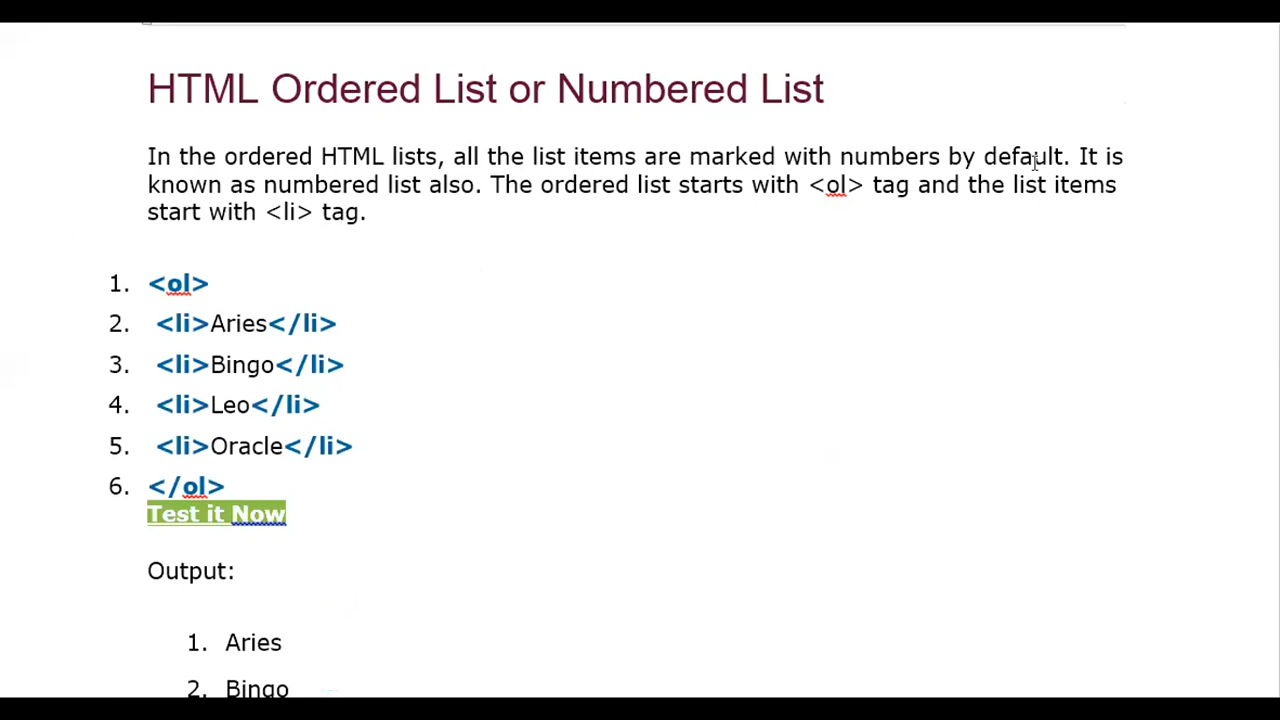 HTML Ordered List or Numbered List
In the ordered HTML lists, all the list items are marked with numbers by default. It is
known as numbered list also. The ordered list starts with <ol> tag and the list items
start with <li> tag.
1. <ol>
2. <li>Aries</li>
3. <li>Bingo</li>
4. <li>Leo</li>
5. <li>Oracle</li>
6. </ol>
Test it Now
Output:
1. Aries
2. Bingo